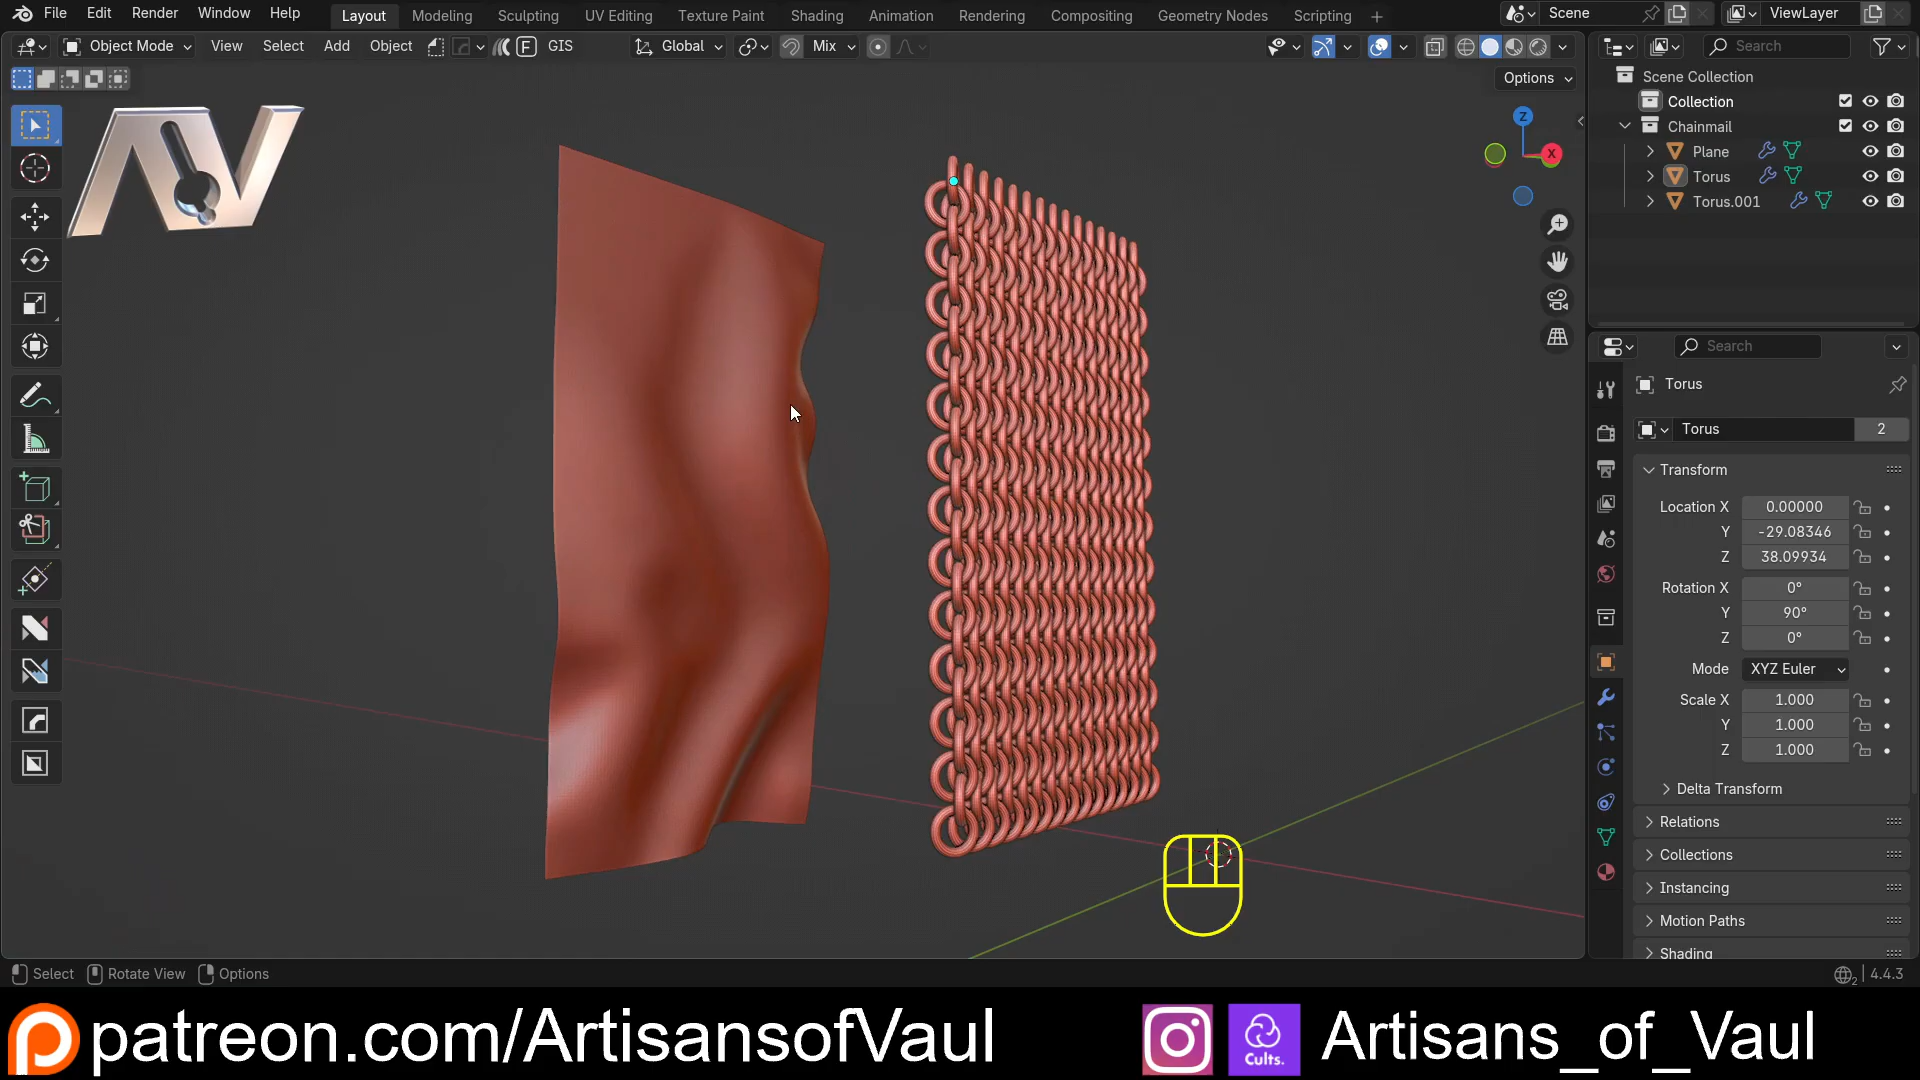 File Edit Render Window Help Layout Modeling Sculpting UV Editing Texture Paint Shading Animation Rendering Compositing Geometry Nodes Scripting + Scene ViewLayer
Object Mode View Select Add Object F GIS Global Mix Search
Options
Scene Collection
Collection
Chainmail
Plane
Torus
Torus.001
Z
X
AV
Search
Torus
Torus 2
Transform
Location X 0.00000
Y -29.08346
Z 38.09934
Rotation X 0°
Y 90°
Z 0°
Mode XYZ Euler
Scale X 1.000
Y 1.000
Z 1.000
Delta Transform
Relations
Collections
Instancing
Motion Paths
Shading
Select Rotate View Options 4.4.3
patreon.com/ArtisansofVaul Cults. Artisans_of_Vaul